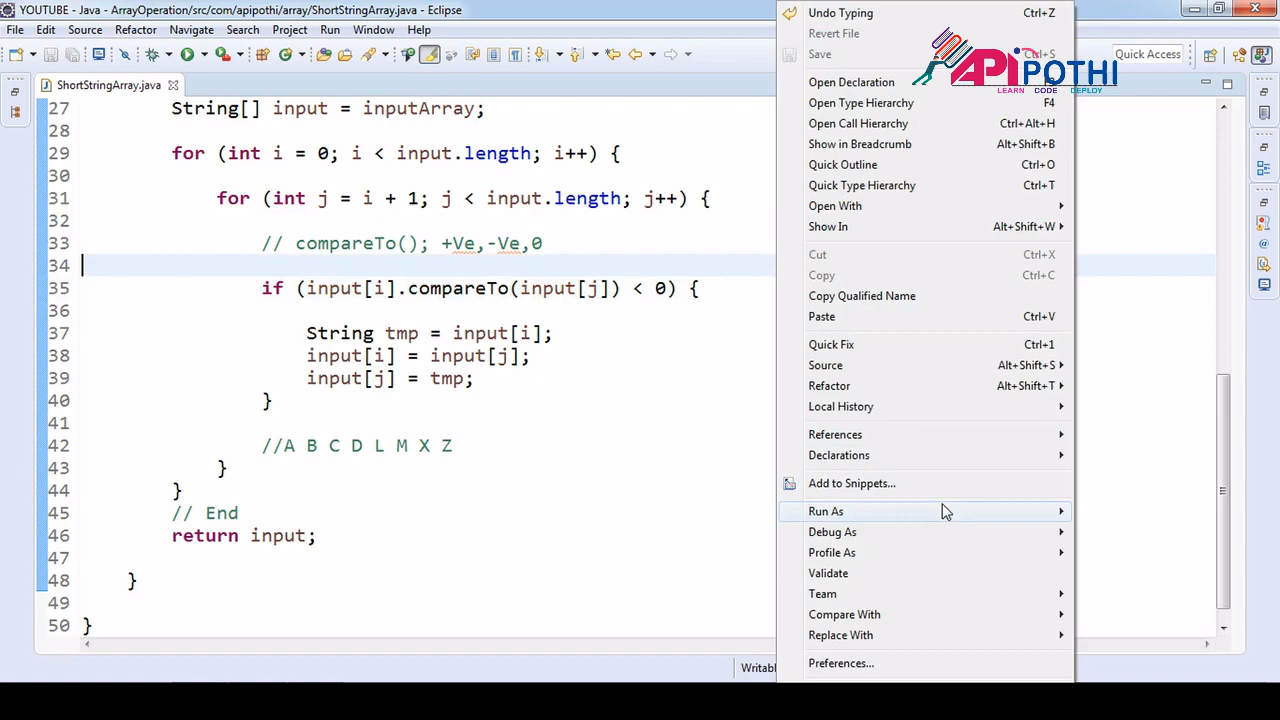 YOUTUBE - Java - ArrayOperation/src/com/apipothi/array/ShortStringArray.java - Eclipse
File Edit Source Refactor Navigate Search Project Run Window Help
Quick Access
ShortStringArray.java
27 String[] input = inputArray;
28
29 for (int i = 0; i < input.length; i++) {
30
31 for (int j = i + 1; j < input.length; j++) {
32
33 // compareTo(); +Ve,-Ve,0
34
35 if (input[i].compareTo(input[j]) < 0) {
36
37 String tmp = input[i];
38 input[i] = input[j];
39 input[j] = tmp;
40 }
41
42 //A B C D L M X Z
43 }
44 }
45 // End
46 return input;
47
48 }
49
50 }
Writabl
Undo Typing Ctrl+Z
Revert File
Save Ctrl+S
Open Declaration
Open Type Hierarchy F4
Open Call Hierarchy Ctrl+Alt+H
Show in Breadcrumb Alt+Shift+B
Quick Outline Ctrl+O
Quick Type Hierarchy Ctrl+T
Open With
Show In Alt+Shift+W
Cut Ctrl+X
Copy Ctrl+C
Copy Qualified Name
Paste Ctrl+V
Quick Fix Ctrl+1
Source Alt+Shift+S
Refactor Alt+Shift+T
Local History
References
Declarations
Add to Snippets...
Run As
Debug As
Profile As
Validate
Team
Compare With
Replace With
Preferences...
APIPOTHI
LEARN CODE DEPLOY